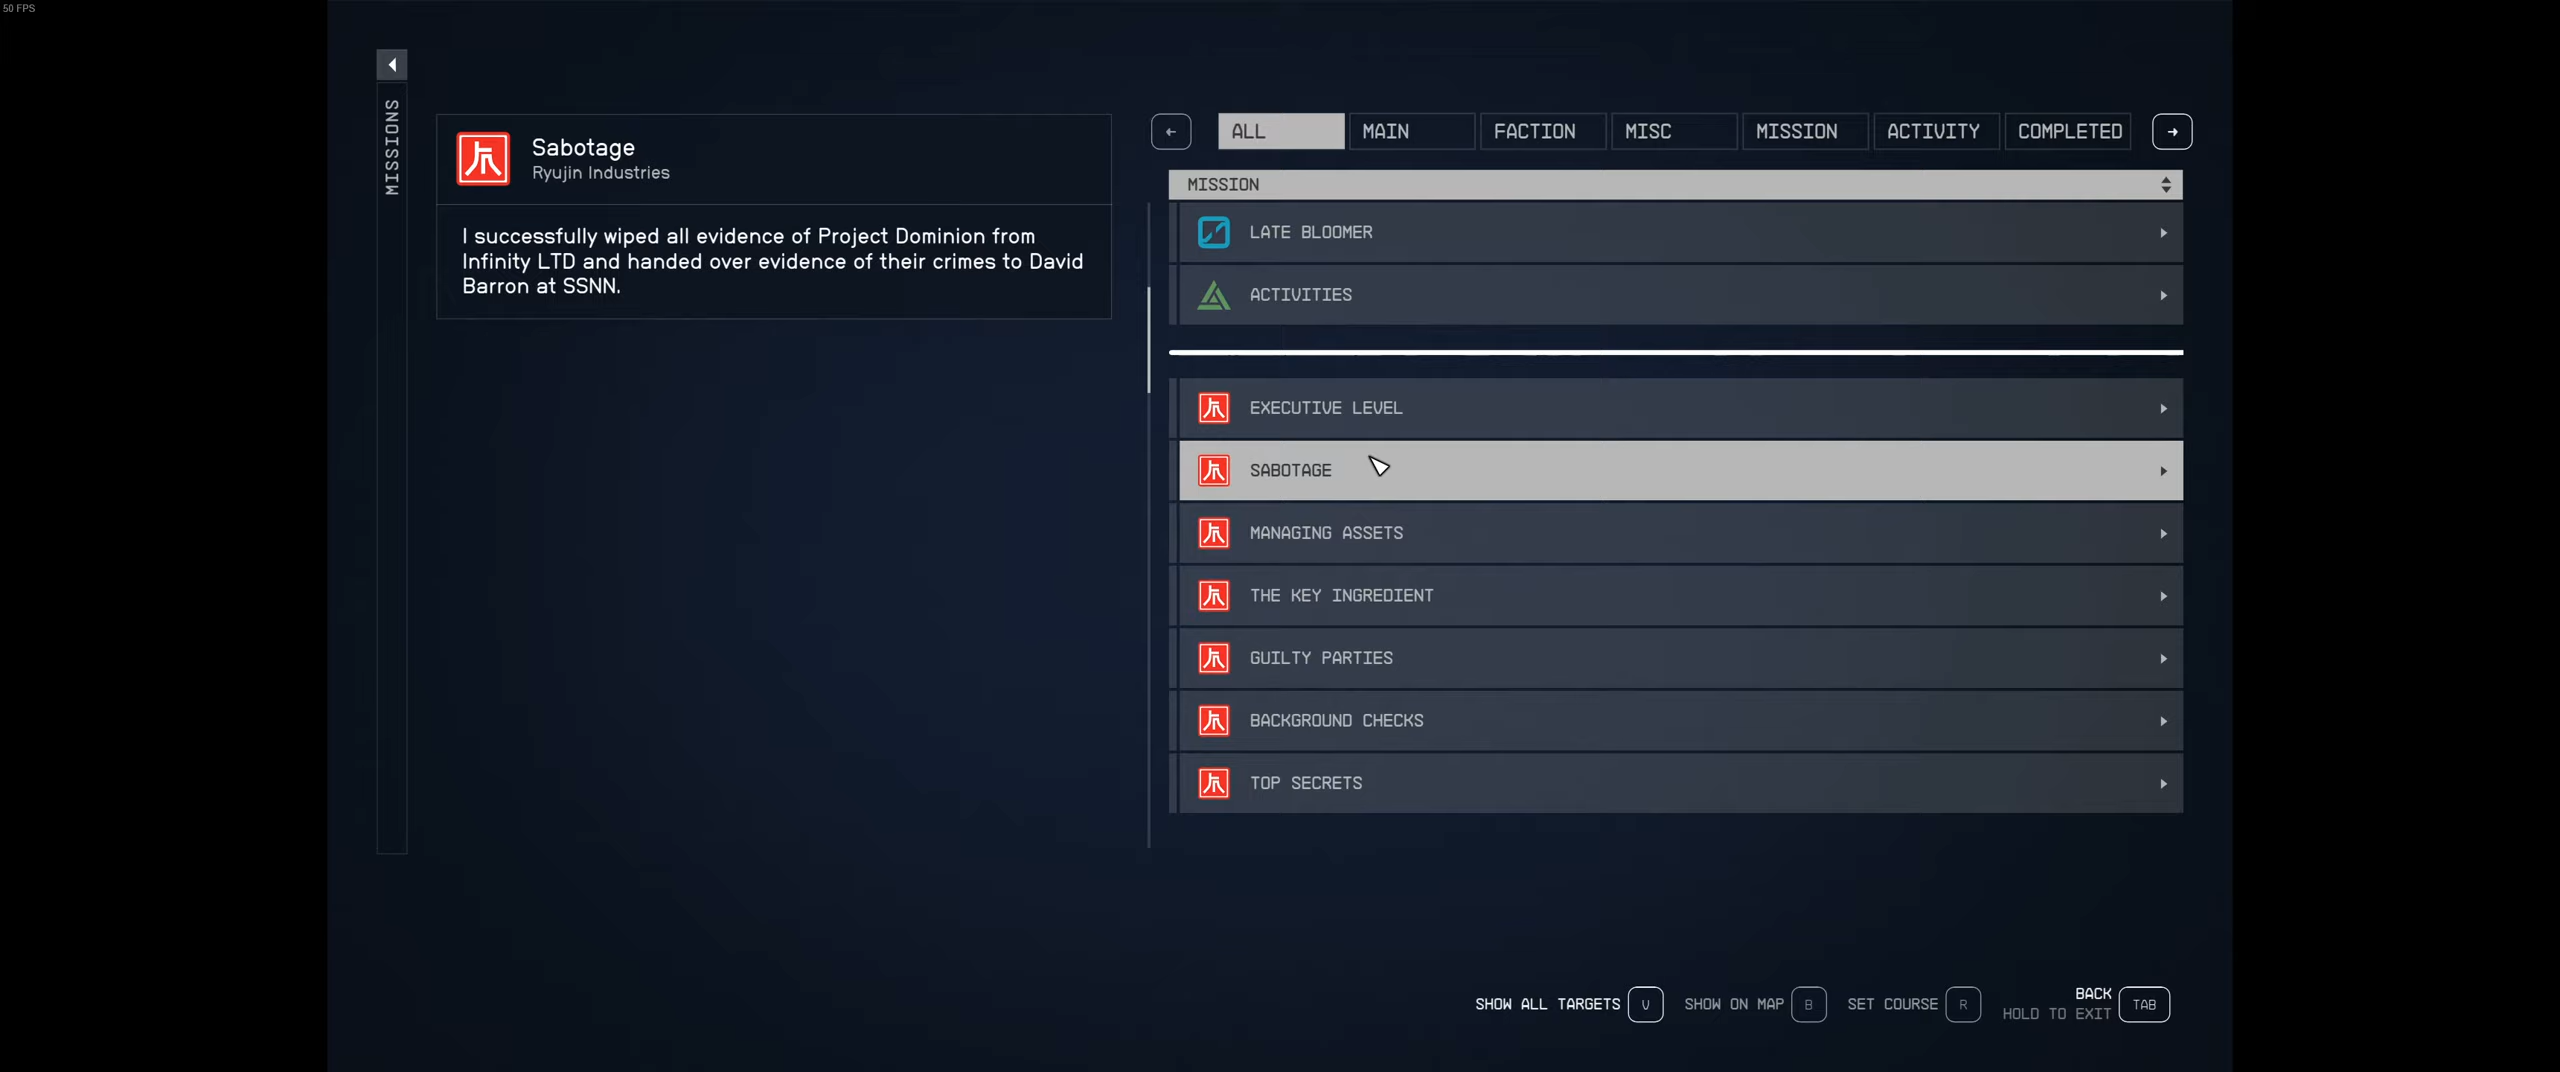 50 FPS
MISSIONS
Sabotage
Ryujin Industries
I successfully wiped all evidence of Project Dominion from
Infinity LTD and handed over evidence of their crimes to David
Barron at SSNN.
ALL
MAIN
FACTION
MISC
MISSION
ACTIVITY
COMPLETED
MISSION
LATE BLOOMER
ACTIVITIES
EXECUTIVE LEVEL
SABOTAGE
MANAGING ASSETS
THE KEY INGREDIENT
GUILTY PARTIES
BACKGROUND CHECKS
TOP SECRETS
SHOW ALL TARGETS V
SHOW ON MAP B
SET COURSE R
BACK
HOLD TO EXIT
TAB